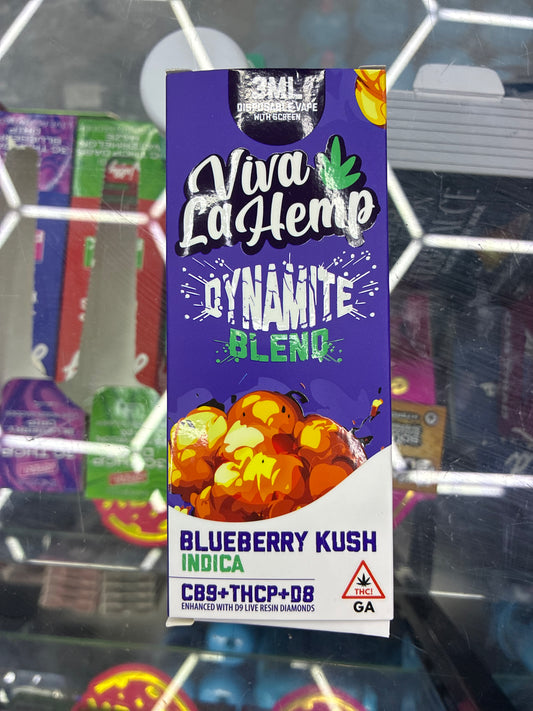 3ML
DISPOSABLE VAPE
WITH SCREEN
Viva
La Hemp
DYNAMITE
BLEND
BLUEBERRY KUSH
INDICA
CB9+THCP+D8
ENHANCED WITH D9 LIVE RESIN DIAMONDS
THC!
GA